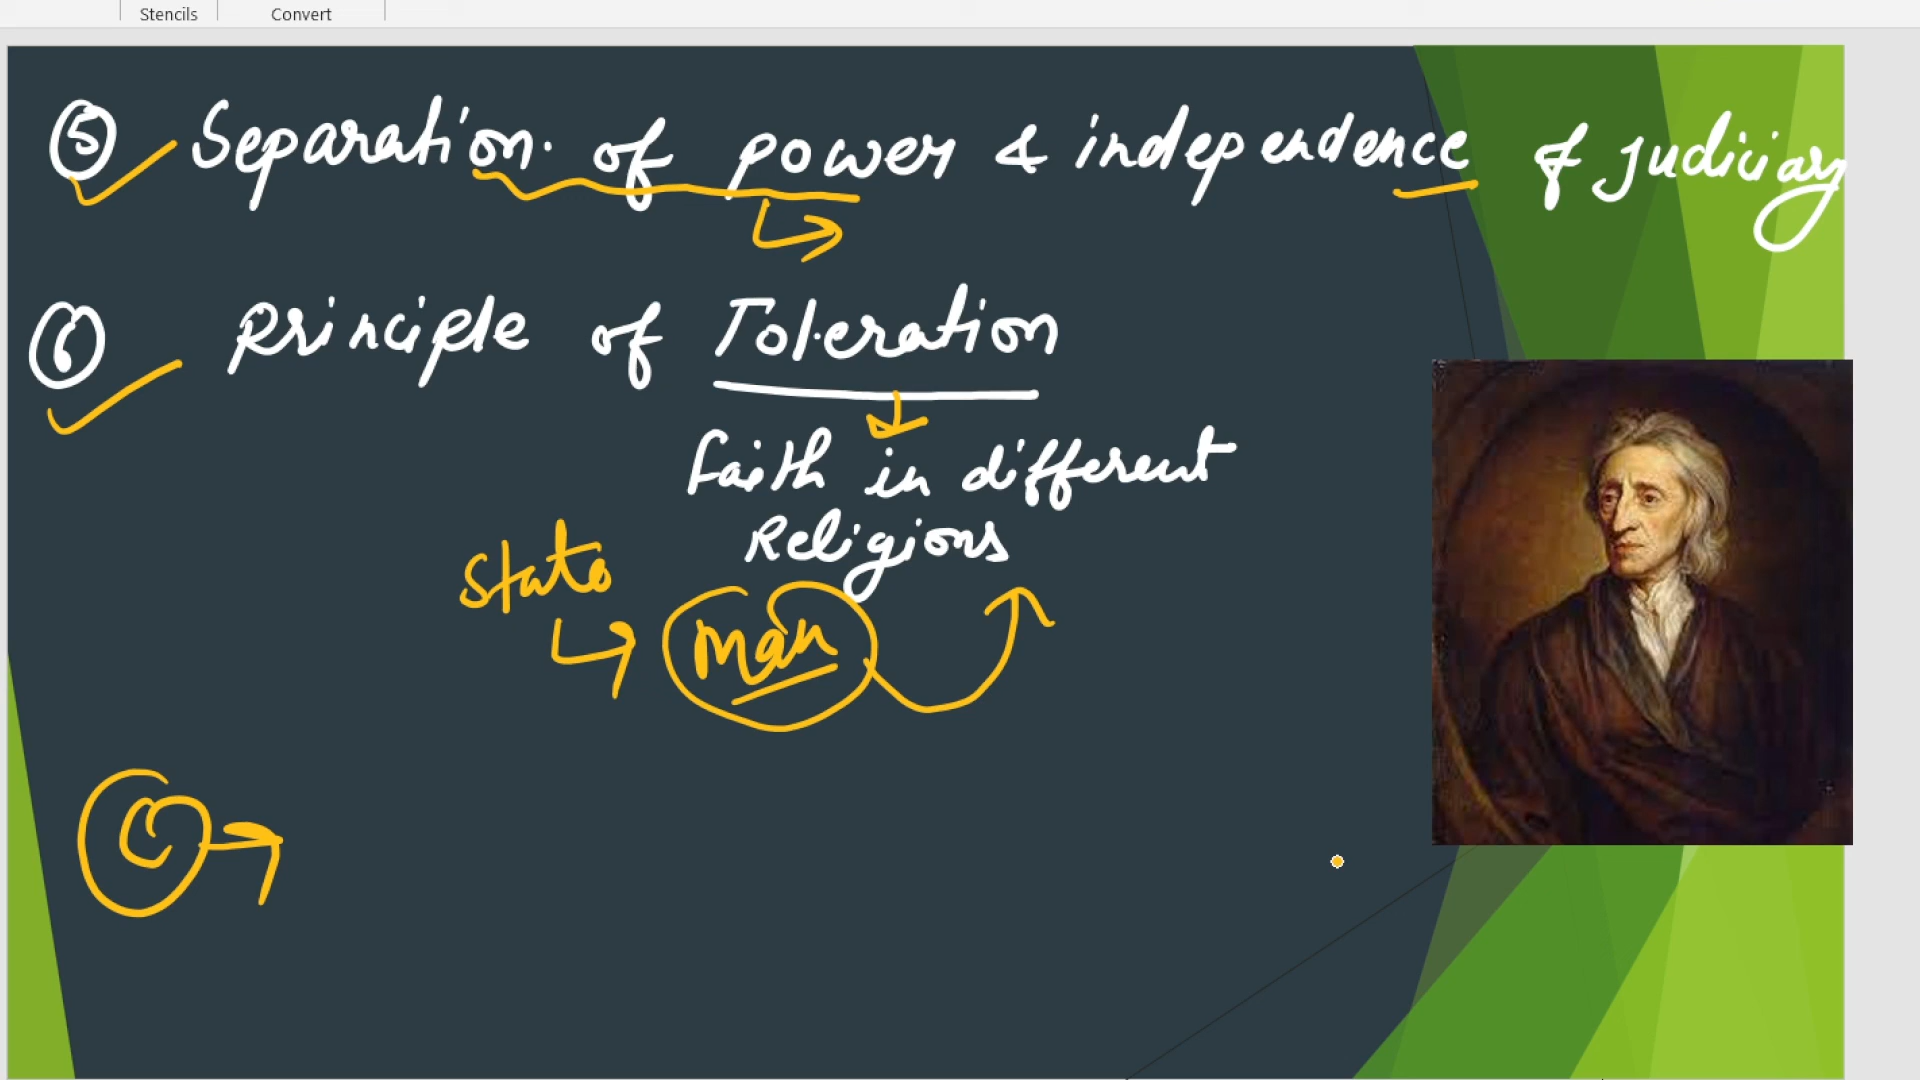 Stencils Convert
5 Separation of power & independence of judiciary
6 Principle of Toleration
Faith in different
Religions
State
man